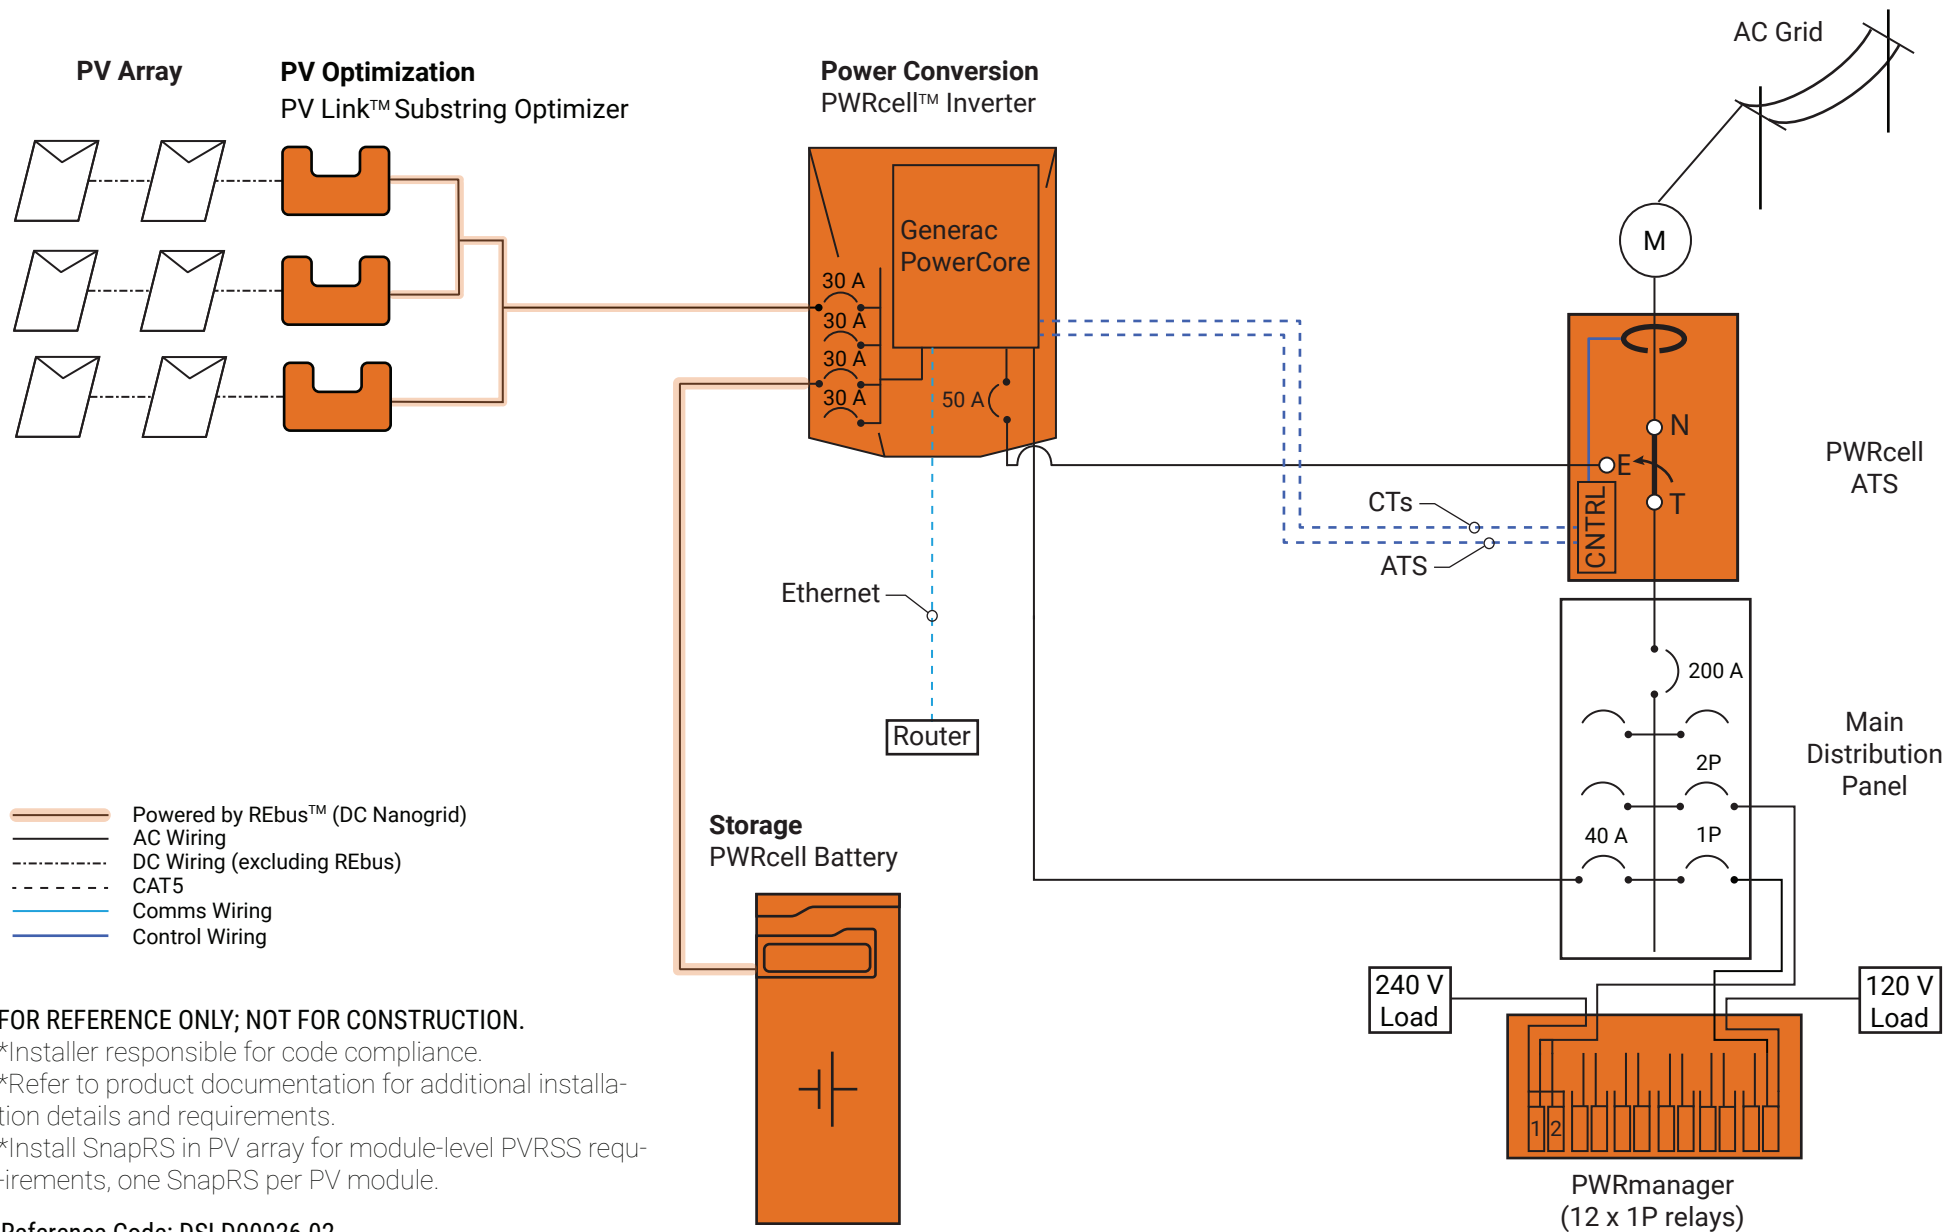 AC Grid
PV Array
PV Optimization
PV Link™ Substring Optimizer
Power Conversion
PWRcell™ Inverter
Generac
PowerCore
30 A
30 A
30 A
30 A
50 A
M
N
E
T
CNTRL
PWRcell
ATS
CTs
ATS
Ethernet
Router
200 A
2P
40 A
1P
Main
Distribution
Panel
Powered by REbus™ (DC Nanogrid)
AC Wiring
DC Wiring (excluding REbus)
CAT5
Comms Wiring
Control Wiring
Storage
PWRcell Battery
240 V
Load
120 V
Load
1 2
PWRmanager
(12 x 1P relays)
FOR REFERENCE ONLY; NOT FOR CONSTRUCTION.
*Installer responsible for code compliance.
*Refer to product documentation for additional installa-
tion details and requirements.
*Install SnapRS in PV array for module-level PVRSS requ-
-irements, one SnapRS per PV module.
Reference Code: DSLD00026.02